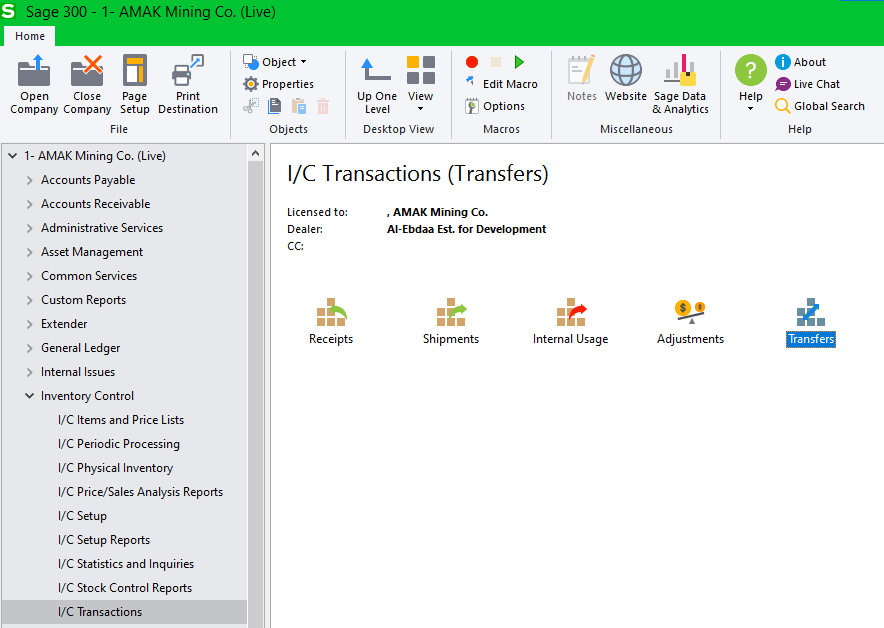 S Sage 300 - 1- AMAK Mining Co. (Live)
Home
Open Company
Close Company
Page Setup
Print Destination
File
Object
Properties
Objects
Up One Level
View
Desktop View
Edit Macro
Options
Macros
Notes
Website
Sage Data & Analytics
Miscellaneous
Help
About
Live Chat
Global Search
Help
1- AMAK Mining Co. (Live)
Accounts Payable
Accounts Receivable
Administrative Services
Asset Management
Common Services
Custom Reports
Extender
General Ledger
Internal Issues
Inventory Control
I/C Items and Price Lists
I/C Periodic Processing
I/C Physical Inventory
I/C Price/Sales Analysis Reports
I/C Setup
I/C Setup Reports
I/C Statistics and Inquiries
I/C Stock Control Reports
I/C Transactions
I/C Transactions (Transfers)
Licensed to: , AMAK Mining Co.
Dealer: Al-Ebdaa Est. for Development
CC:
Receipts
Shipments
Internal Usage
Adjustments
Transfers